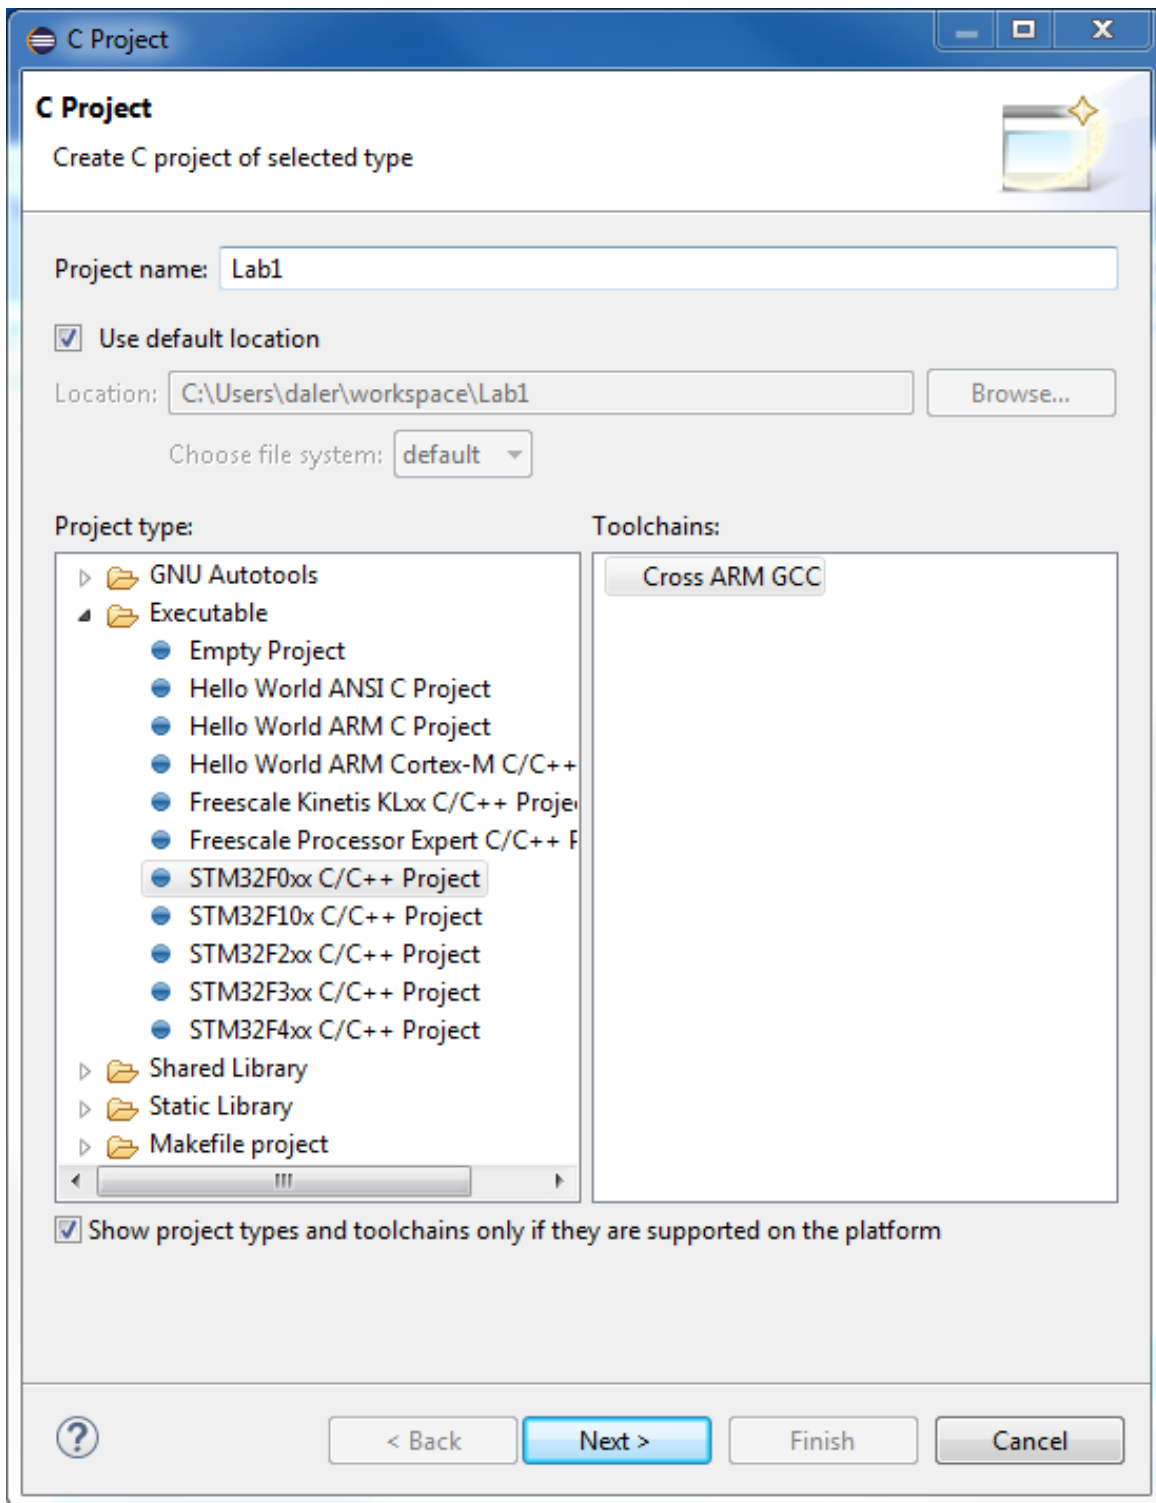 C Project
C Project
Create C project of selected type
Project name: Lab1
Use default location
Location: C:\Users\daler\workspace\Lab1 Browse...
Choose file system: default
Project type: Toolchains:
GNU Autotools Cross ARM GCC
Executable
Empty Project
Hello World ANSI C Project
Hello World ARM C Project
Hello World ARM Cortex-M C/C++
Freescale Kinetis KLxx C/C++ Proje
Freescale Processor Expert C/C++ P
STM32F0xx C/C++ Project
STM32F10x C/C++ Project
STM32F2xx C/C++ Project
STM32F3xx C/C++ Project
STM32F4xx C/C++ Project
Shared Library
Static Library
Makefile project
Show project types and toolchains only if they are supported on the platform
? < Back Next > Finish Cancel